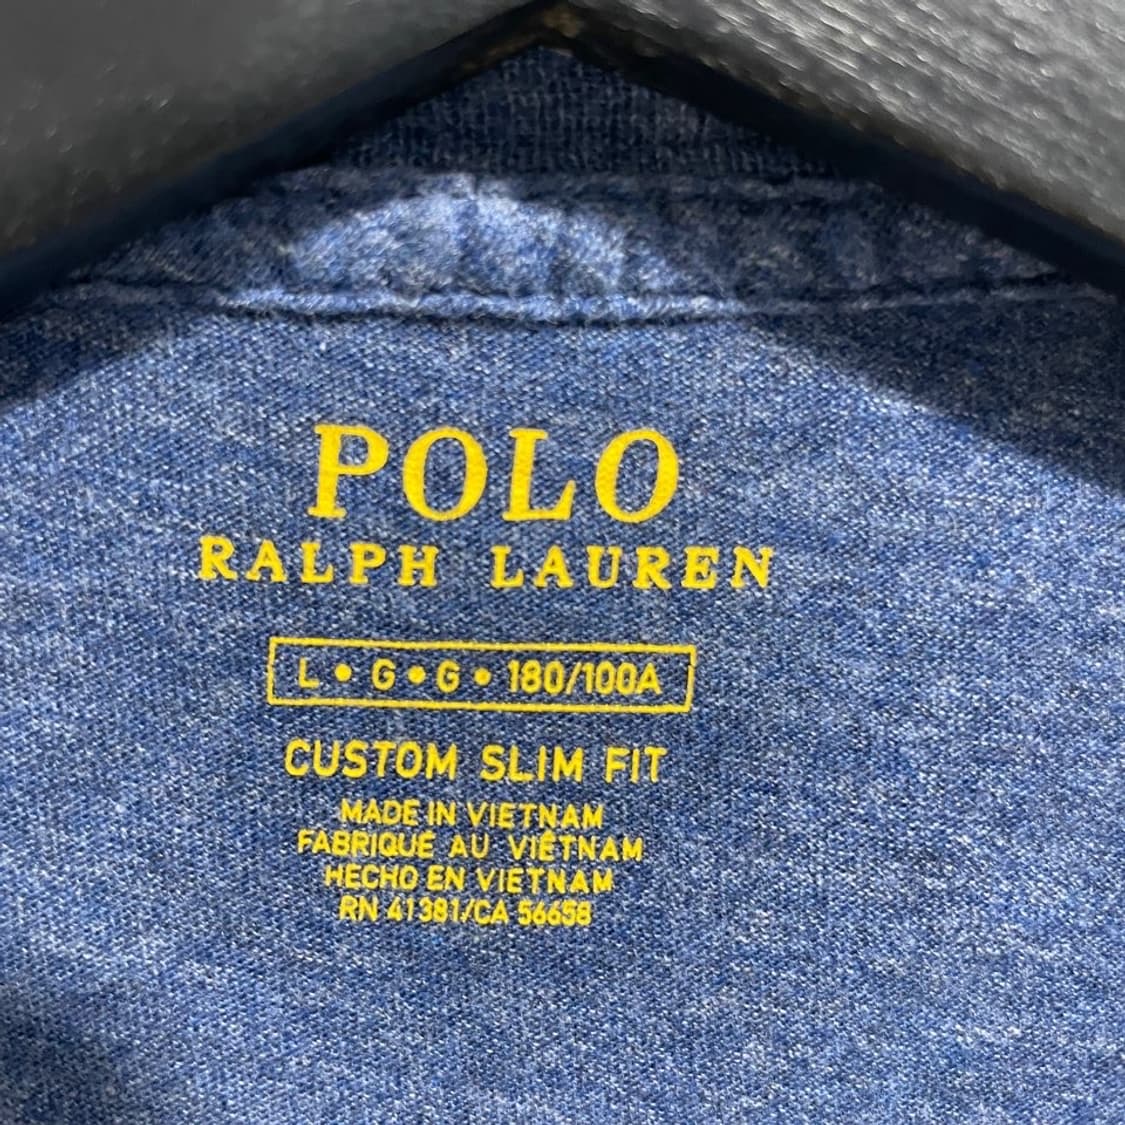 POLO
RALPH LAUREN
L • G • G • 180/100A
CUSTOM SLIM FIT
MADE IN VIETNAM
FABRIQUÉ AU VIÊTNAM
HECHO EN VIETNAM
RN 41381/CA 56658